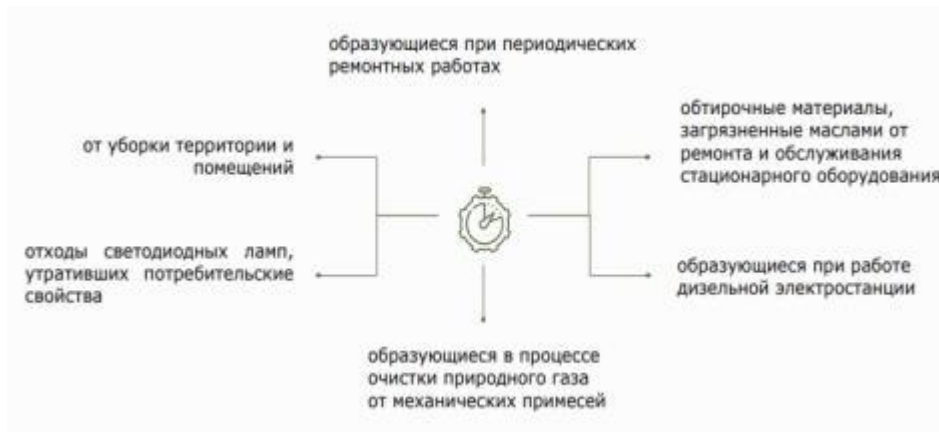 образующиеся при периодических
ремонтных работах
от уборки территории и
помещений
обтирочные материалы,
загрязненные маслами от
ремонта и обслуживания
стационарного оборудования
отходы светодиодных ламп,
утративших потребительские
свойства
образующиеся при работе
дизельной электростанции
образующиеся в процессе
очистки природного газа
от механических примесей